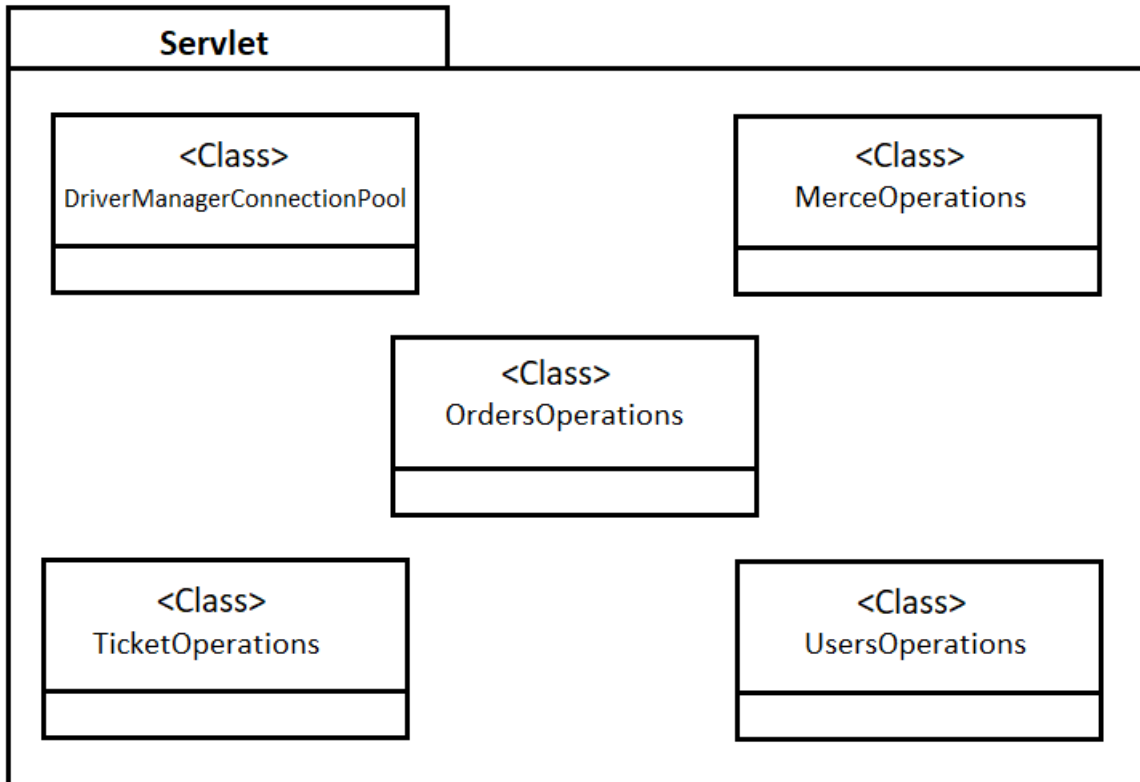 Servlet
<Class>
DriverManagerConnectionPool
<Class>
MerceOperations
<Class>
OrdersOperations
<Class>
TicketOperations
<Class>
UsersOperations